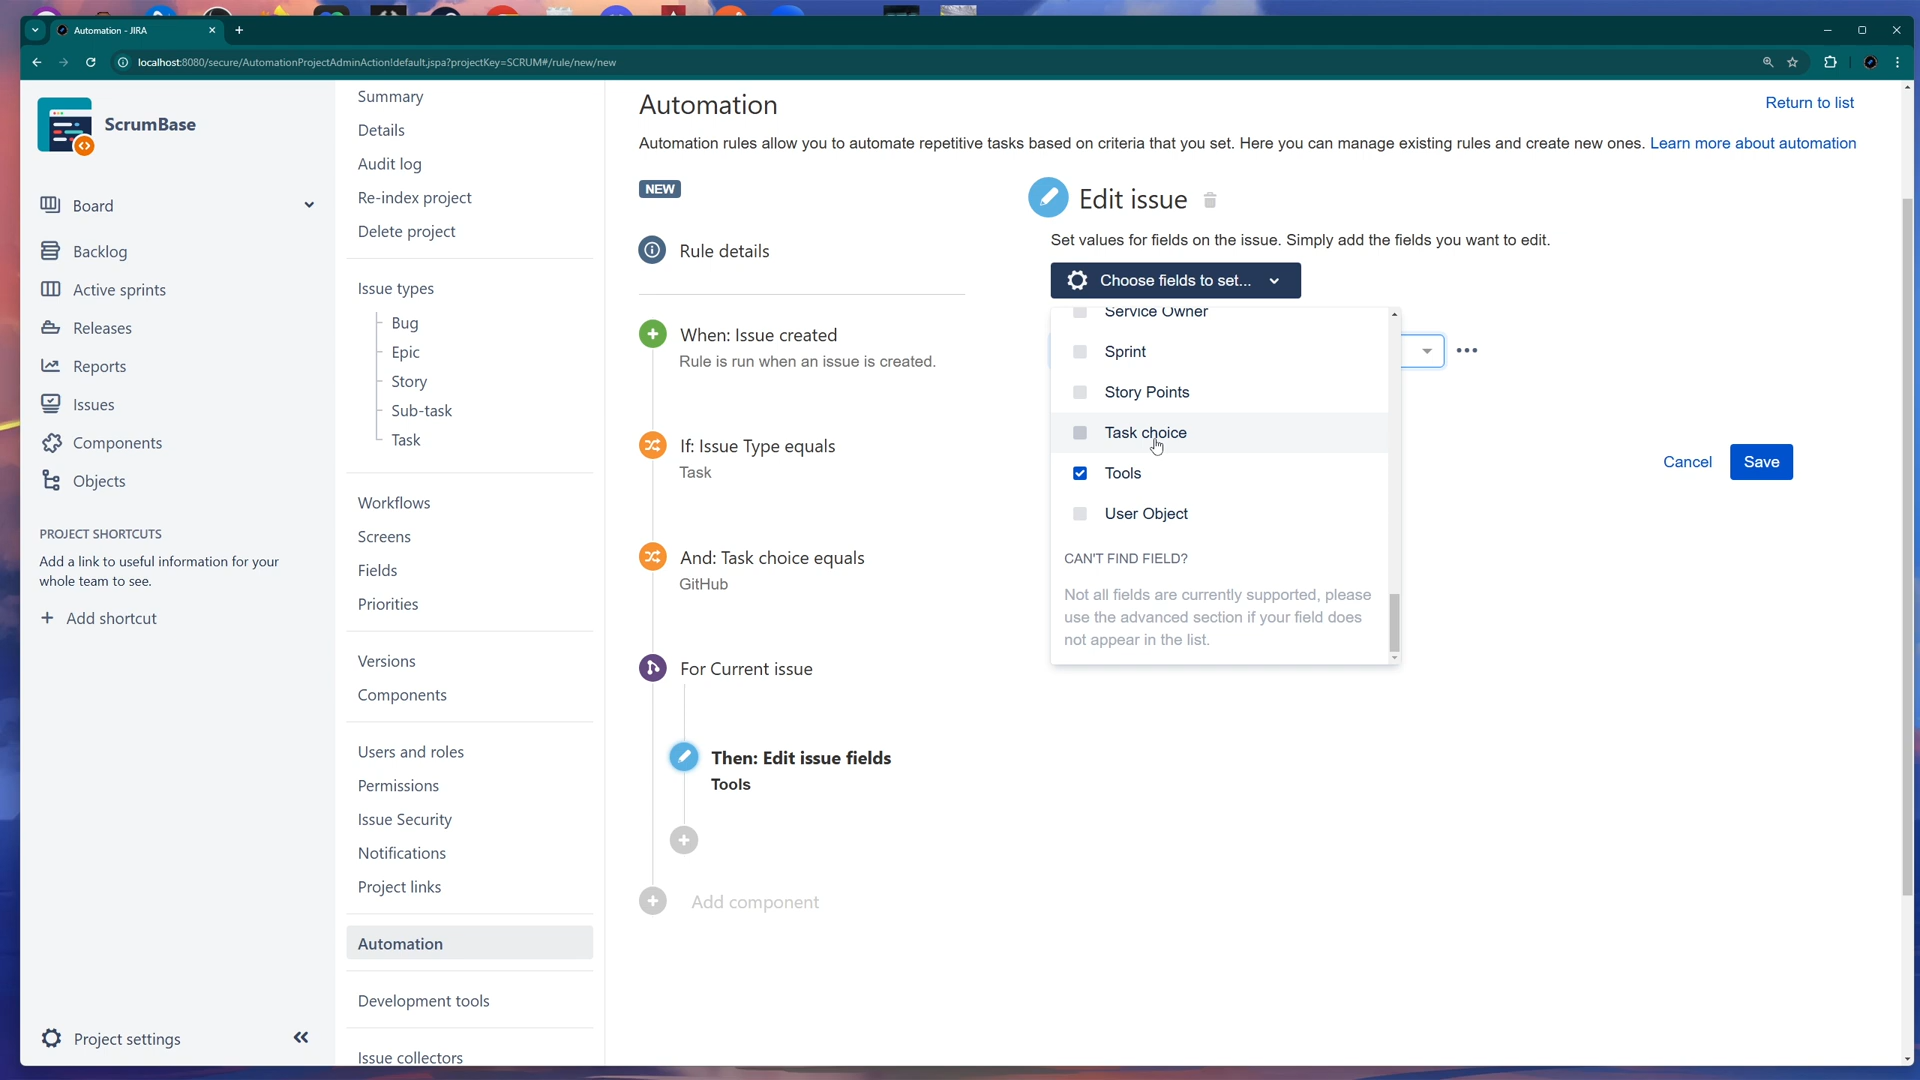 Automation - JIRA
localhost:8080/secure/AutomationProjectAdminAction!default.jspa?projectKey=SCRUM#/rule/new/new
ScrumBase
Board
Backlog
Active sprints
Releases
Reports
Issues
Components
Objects
PROJECT SHORTCUTS
Add a link to useful information for your
whole team to see.
Add shortcut
Project settings
Summary
Details
Audit log
Re-index project
Delete project
Issue types
Bug
Epic
Story
Sub-task
Task
Workflows
Screens
Fields
Priorities
Versions
Components
Users and roles
Permissions
Issue Security
Notifications
Project links
Automation
Development tools
Issue collectors
Automation
Return to list
Automation rules allow you to automate repetitive tasks based on criteria that you set. Here you can manage existing rules and create new ones. Learn more about automation
NEW
Rule details
When: Issue created
Rule is run when an issue is created.
If: Issue Type equals
Task
And: Task choice equals
GitHub
For Current issue
Then: Edit issue fields
Tools
Add component
Edit issue
Set values for fields on the issue. Simply add the fields you want to edit.
Choose fields to set...
Service Owner
Sprint
Story Points
Task choice
Tools
User Object
CAN'T FIND FIELD?
Not all fields are currently supported, please
use the advanced section if your field does
not appear in the list.
Cancel
Save